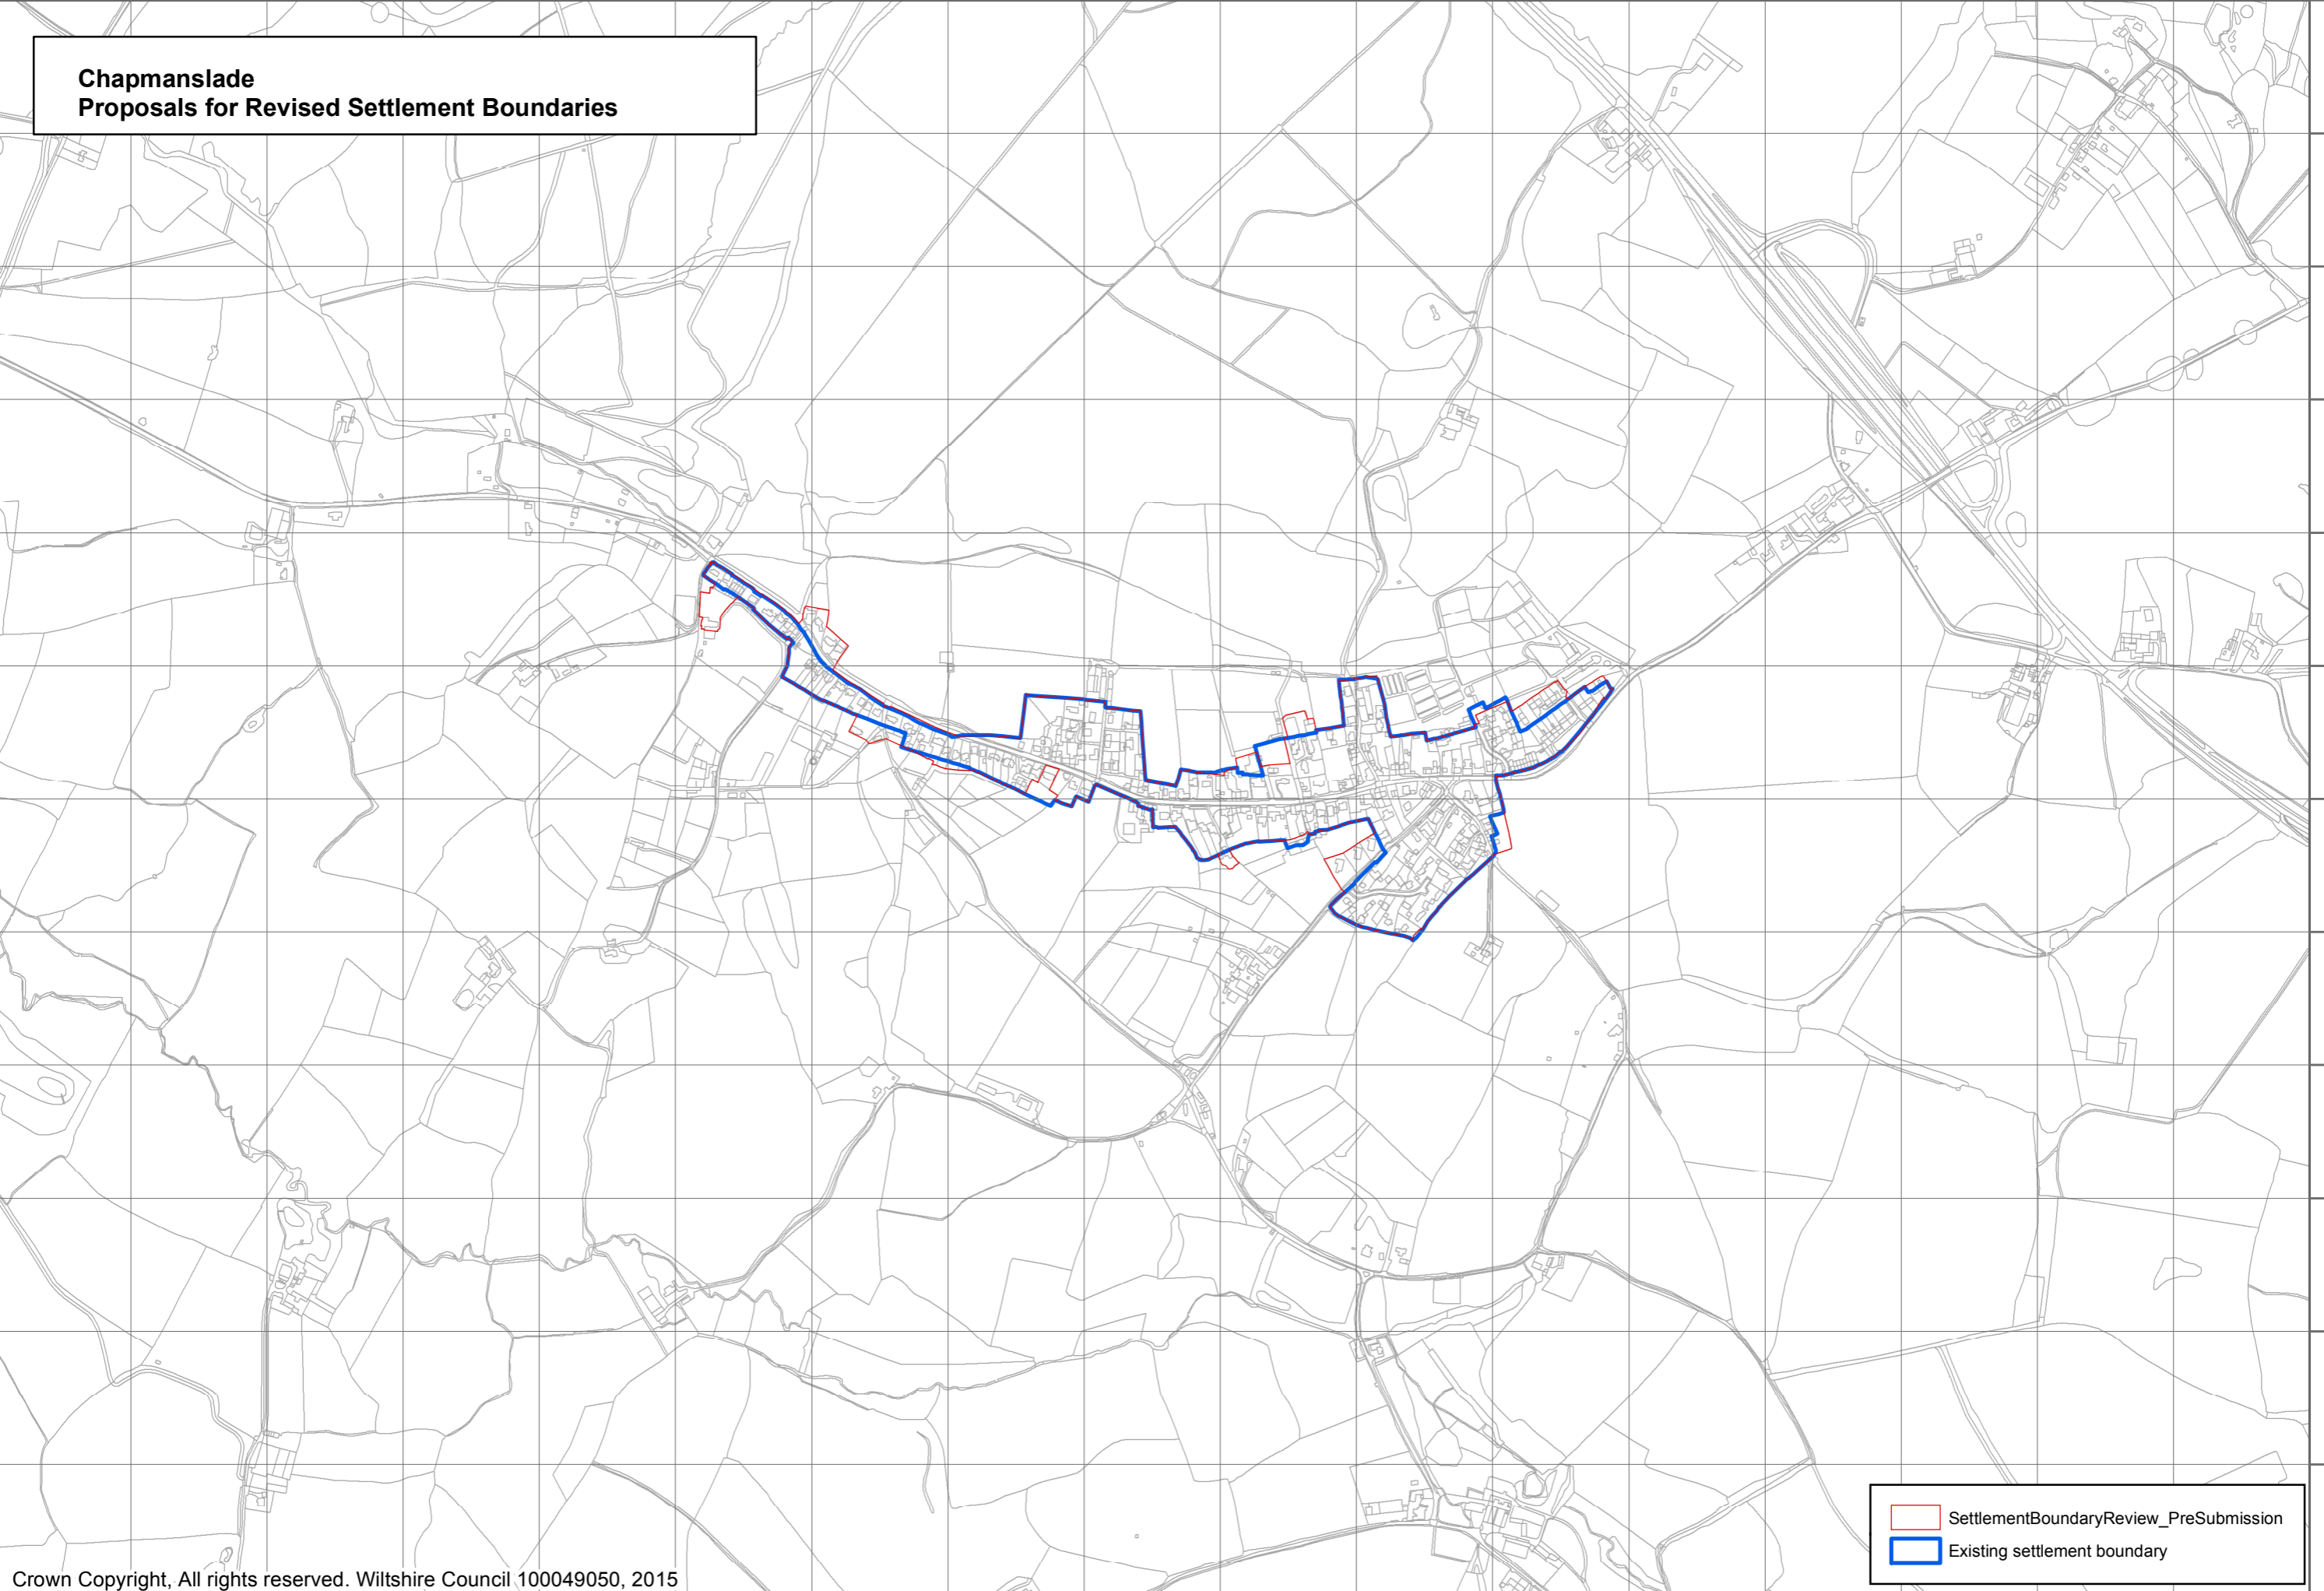 Chapmanslade
Proposals for Revised Settlement Boundaries
SettlementBoundaryReview_PreSubmission
Existing settlement boundary
Crown Copyright, All rights reserved. Wiltshire Council 100049050, 2015